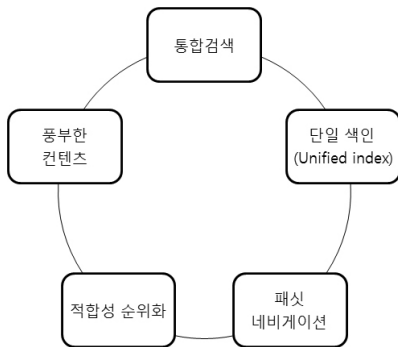 통합검색
단일 색인
(Unified index)
패싯
네비게이션
적합성 순위화
풍부한
컨텐츠